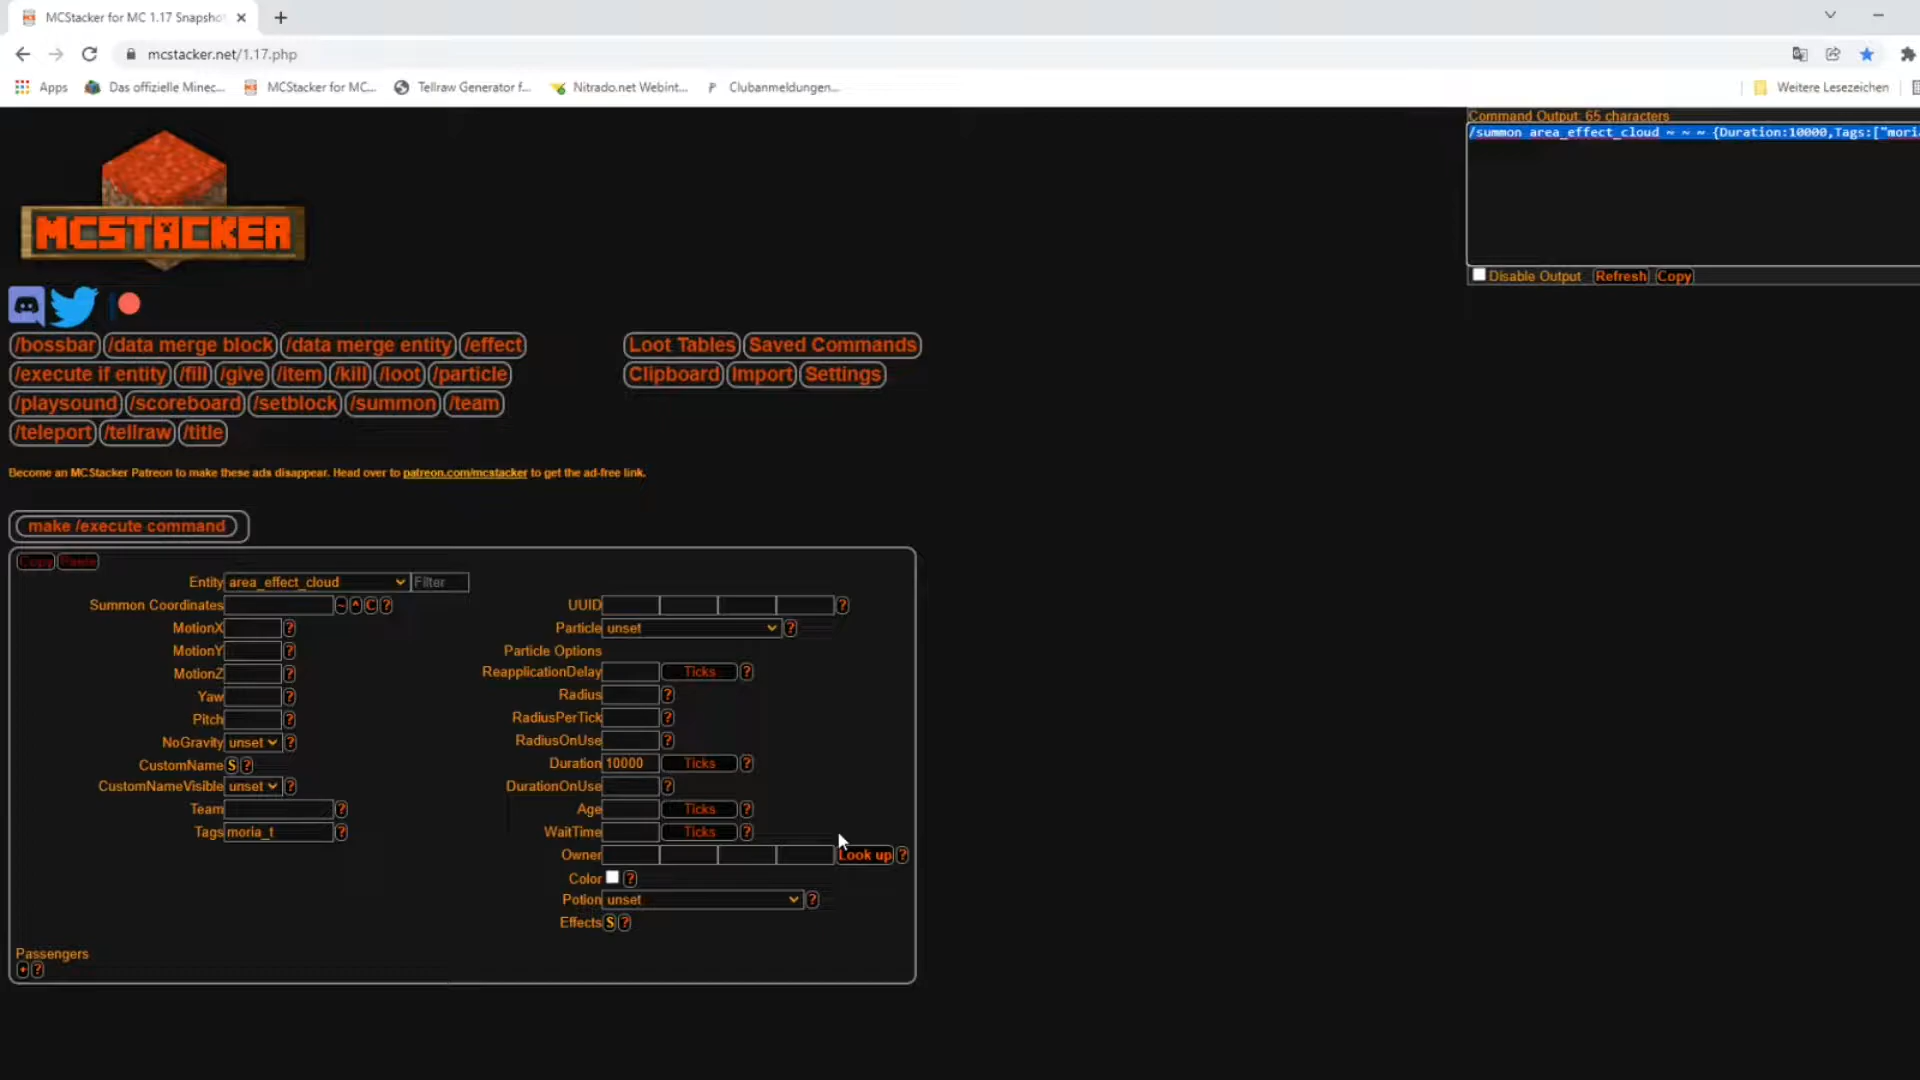 MCStacker for MC 1.17 Snapshot
mcstacker.net/1.17.php
Apps Das offizielle Minec... MCStacker for MC... Tellraw Generator f... Nitrado.net Webint... Clubanmeldungen... Weitere Lesezeichen
Command Output: 65 characters
/summon area_effect_cloud ~ ~ ~ {Duration:10000,Tags:["moria
Disable Output Refresh Copy
MCSTACKER
/bossbar /data merge block /data merge entity /effect
/execute if entity /fill /give /item /kill /loot /particle
/playsound /scoreboard /setblock /summon /team
/teleport /tellraw /title
Loot Tables Saved Commands
Clipboard Import Settings
Become an MCStacker Patreon to make these ads disappear. Head over to patreon.com/mcstacker to get the ad-free link.
make /execute command
Copy Paste
Entity area_effect_cloud Filter
Summon Coordinates ~ ^ C ?
MotionX ?
MotionY ?
MotionZ ?
Yaw ?
Pitch ?
NoGravity unset ?
CustomName S ?
CustomNameVisible unset ?
Team ?
Tags moria_t ?
UUID ?
Particle unset ?
Particle Options
ReapplicationDelay Ticks ?
Radius ?
RadiusPerTick ?
RadiusOnUse ?
Duration 10000 Ticks ?
DurationOnUse ?
Age Ticks ?
WaitTime Ticks ?
Owner Look up ?
Color ?
Potion unset ?
Effects S ?
Passengers
+ ?